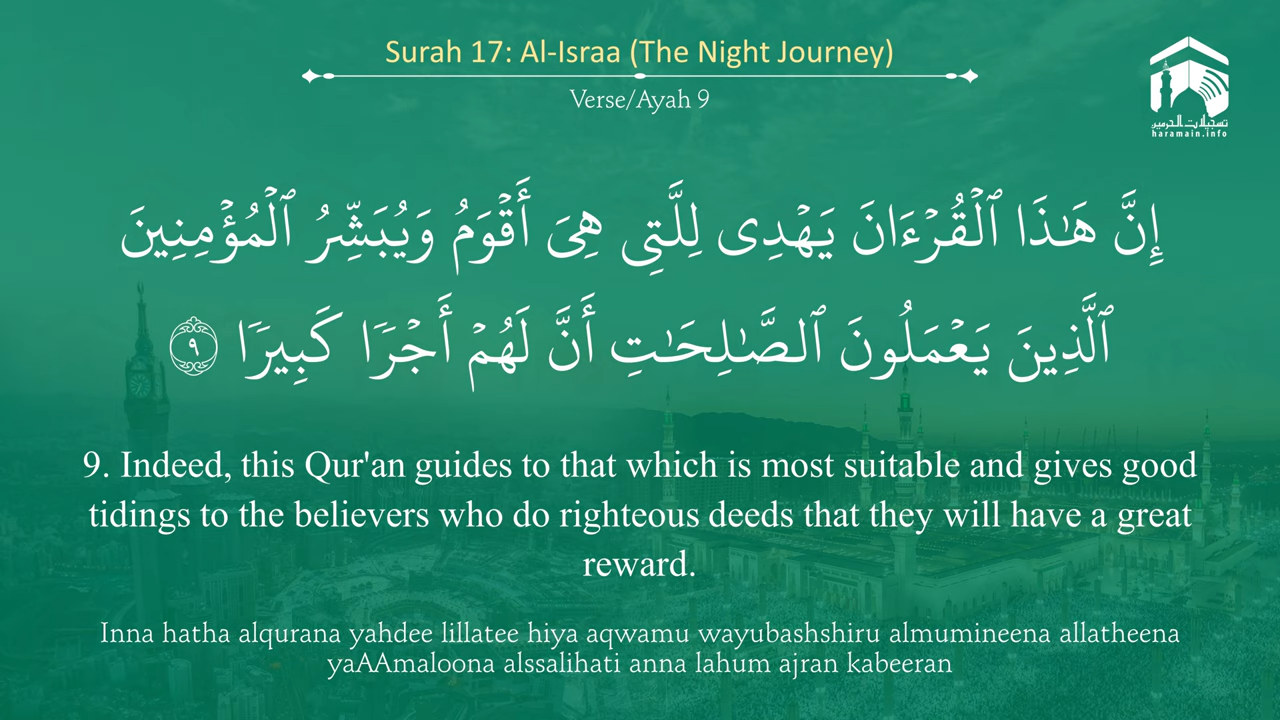 Surah 17: Al-Israa (The Night Journey)
Verse/Ayah 9
تسجيلات الحرمين
haramain.info
إِنَّ هَـٰذَا ٱلْقُرْءَانَ يَهْدِى لِلَّتِى هِىَ أَقْوَمُ وَيُبَشِّرُ ٱلْمُؤْمِنِينَ
ٱلَّذِينَ يَعْمَلُونَ ٱلصَّـٰلِحَـٰتِ أَنَّ لَهُمْ أَجْرًا كَبِيرًا ٩
9. Indeed, this Qur'an guides to that which is most suitable and gives good
tidings to the believers who do righteous deeds that they will have a great
reward.
Inna hatha alqurana yahdee lillatee hiya aqwamu wayubashshiru almumineena allatheena
yaAAmaloona alssalihati anna lahum ajran kabeeran